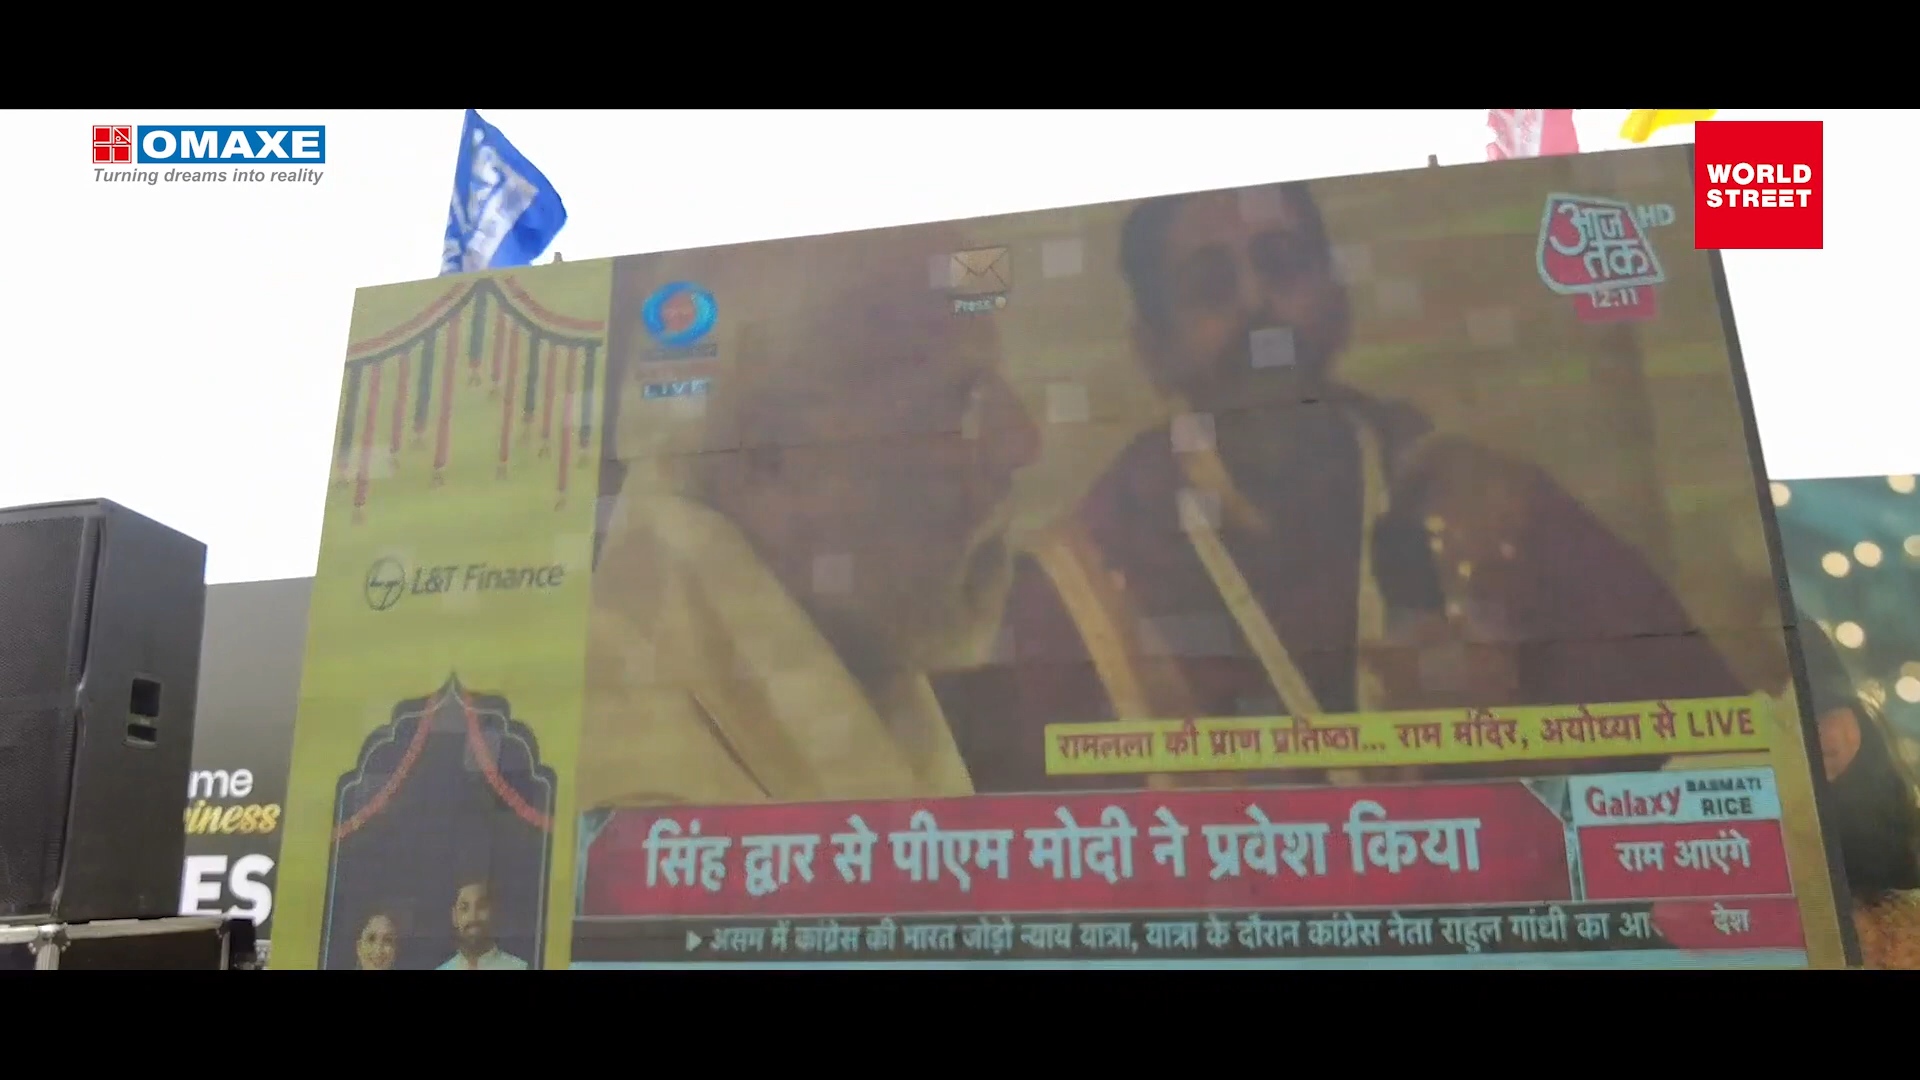 OMAXE
Turning dreams into reality
WORLD
STREET
आज
तक
HD
12:11
Press
LIVE
L&T Finance
रामलला की प्राण प्रतिष्ठा... राम मंदिर, अयोध्या से LIVE
Galaxy BASMATI
RICE
सिंह द्वार से पीएम मोदी ने प्रवेश किया
राम आएंगे
असम में कांग्रेस की भारत जोड़ो न्याय यात्रा, यात्रा के दौरान कांग्रेस नेता राहुल गांधी का
देश
me
iness
ES